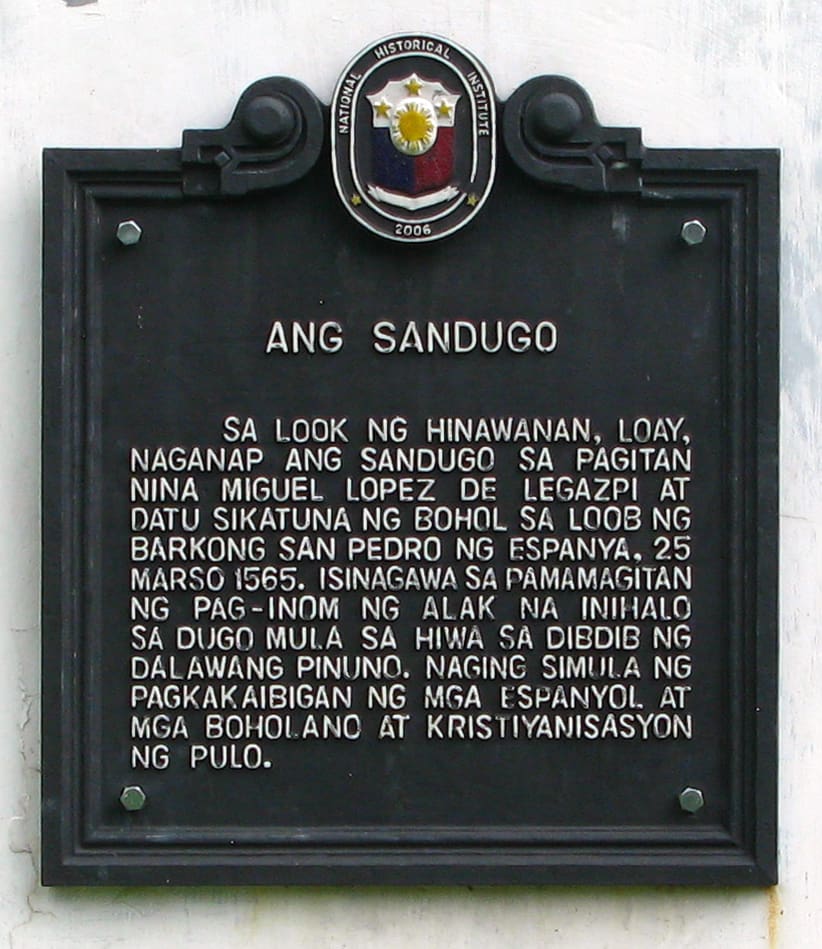 NATIONAL HISTORICAL INSTITUTE
2006
ANG SANDUGO
SA LOOK NG HINAWANAN, LOAY,
NAGANAP ANG SANDUGO SA PAGITAN
NINA MIGUEL LOPEZ DE LEGAZPI AT
DATU SIKATUNA NG BOHOL SA LOOB NG
BARKONG SAN PEDRO NG ESPANYA, 25
MARSO 1565. ISINAGAWA SA PAMAMAGITAN
NG PAG-INOM NG ALAK NA INIHALO
SA DUGO MULA SA HIWA SA DIBDIB NG
DALAWANG PINUNO. NAGING SIMULA NG
PAGKAKAIBIGAN NG MGA ESPANYOL AT
MGA BOHOLANO AT KRISTIYANISASYON
NG PULO.